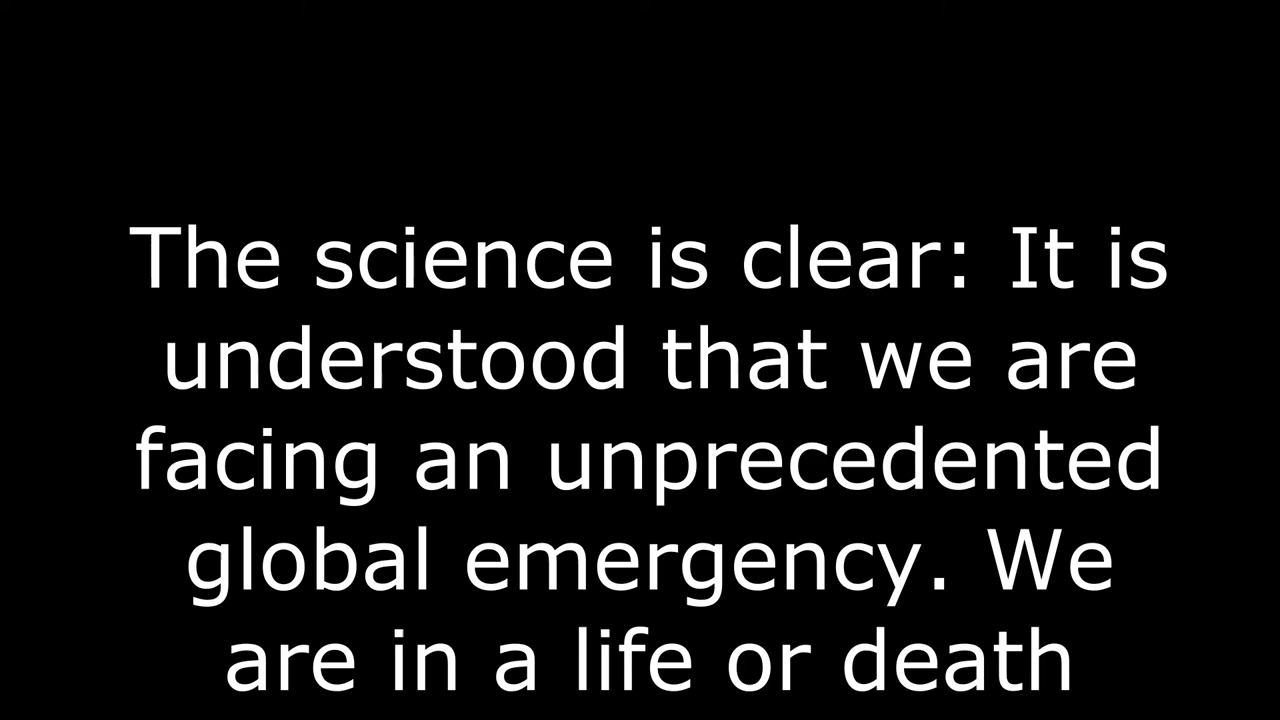 The science is clear: It is
understood that we are
facing an unprecedented
global emergency. We
are in a life or death